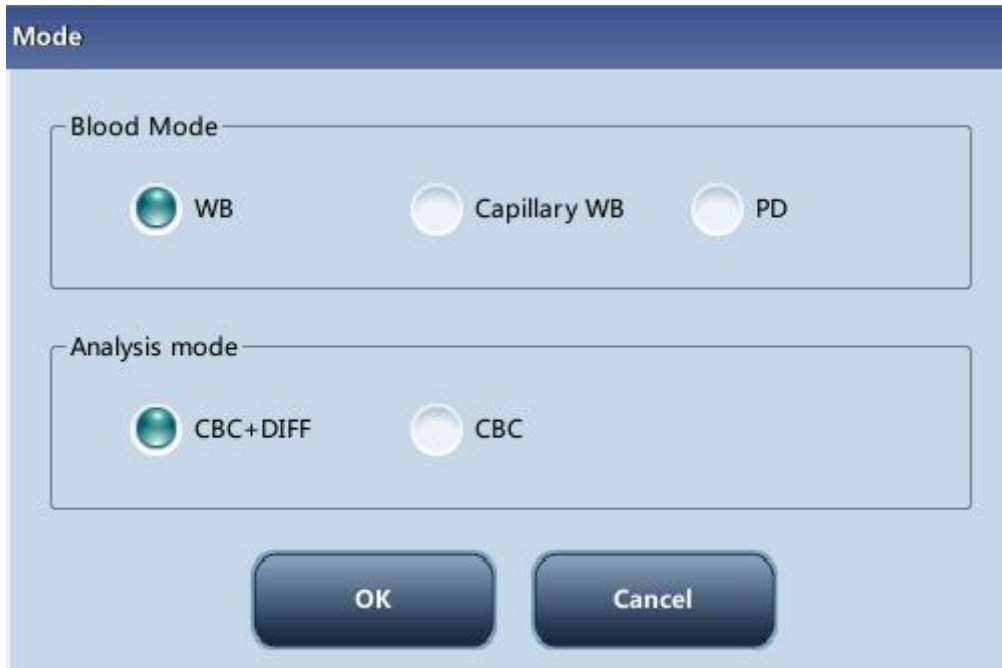 Mode
Blood Mode
WB Capillary WB PD
Analysis mode
CBC+DIFF CBC
OK Cancel